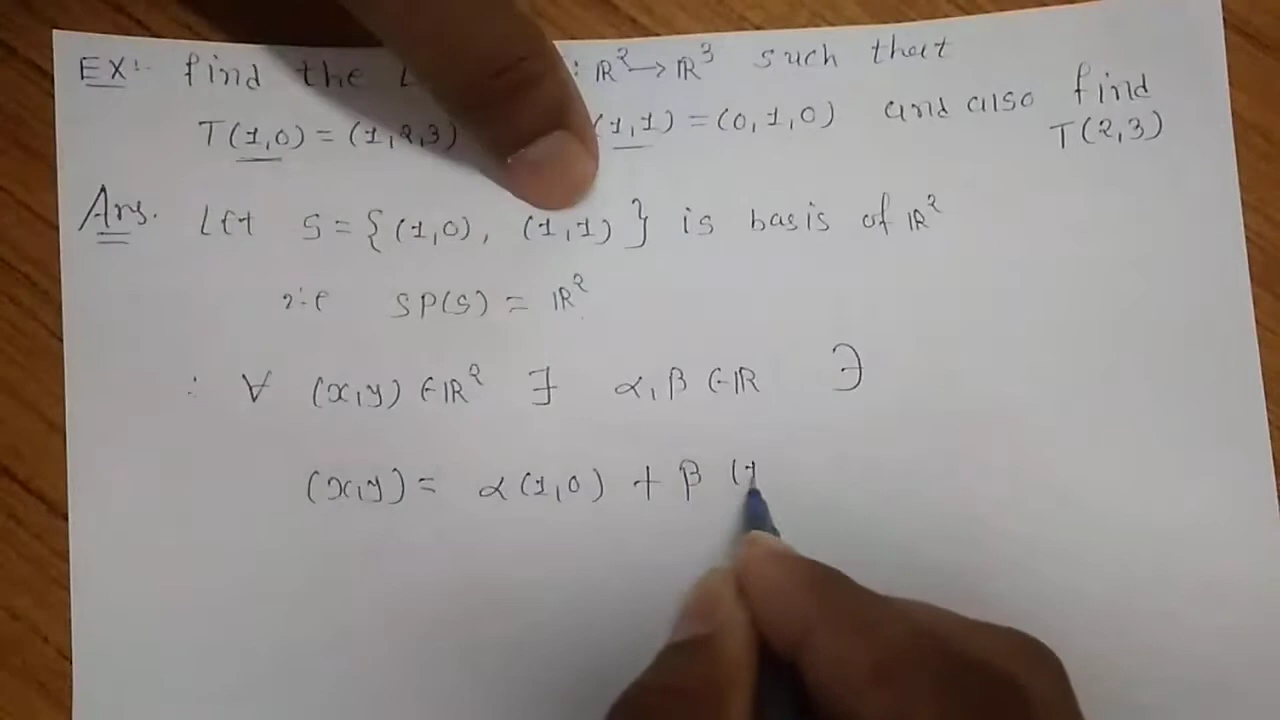 EX:- find the : ℝ² → ℝ³ such that
T(1,0) = (1,2,3) (1,1) = (0,1,0) and also find T(2,3)
Ans. Let S = {(1,0), (1,1)} is basis of ℝ²
i.e SP(S) = ℝ²
∴ ∀ (x,y) ∈ ℝ² ∃ α, β ∈ ℝ ∃
(x,y) = α(1,0) + β (1